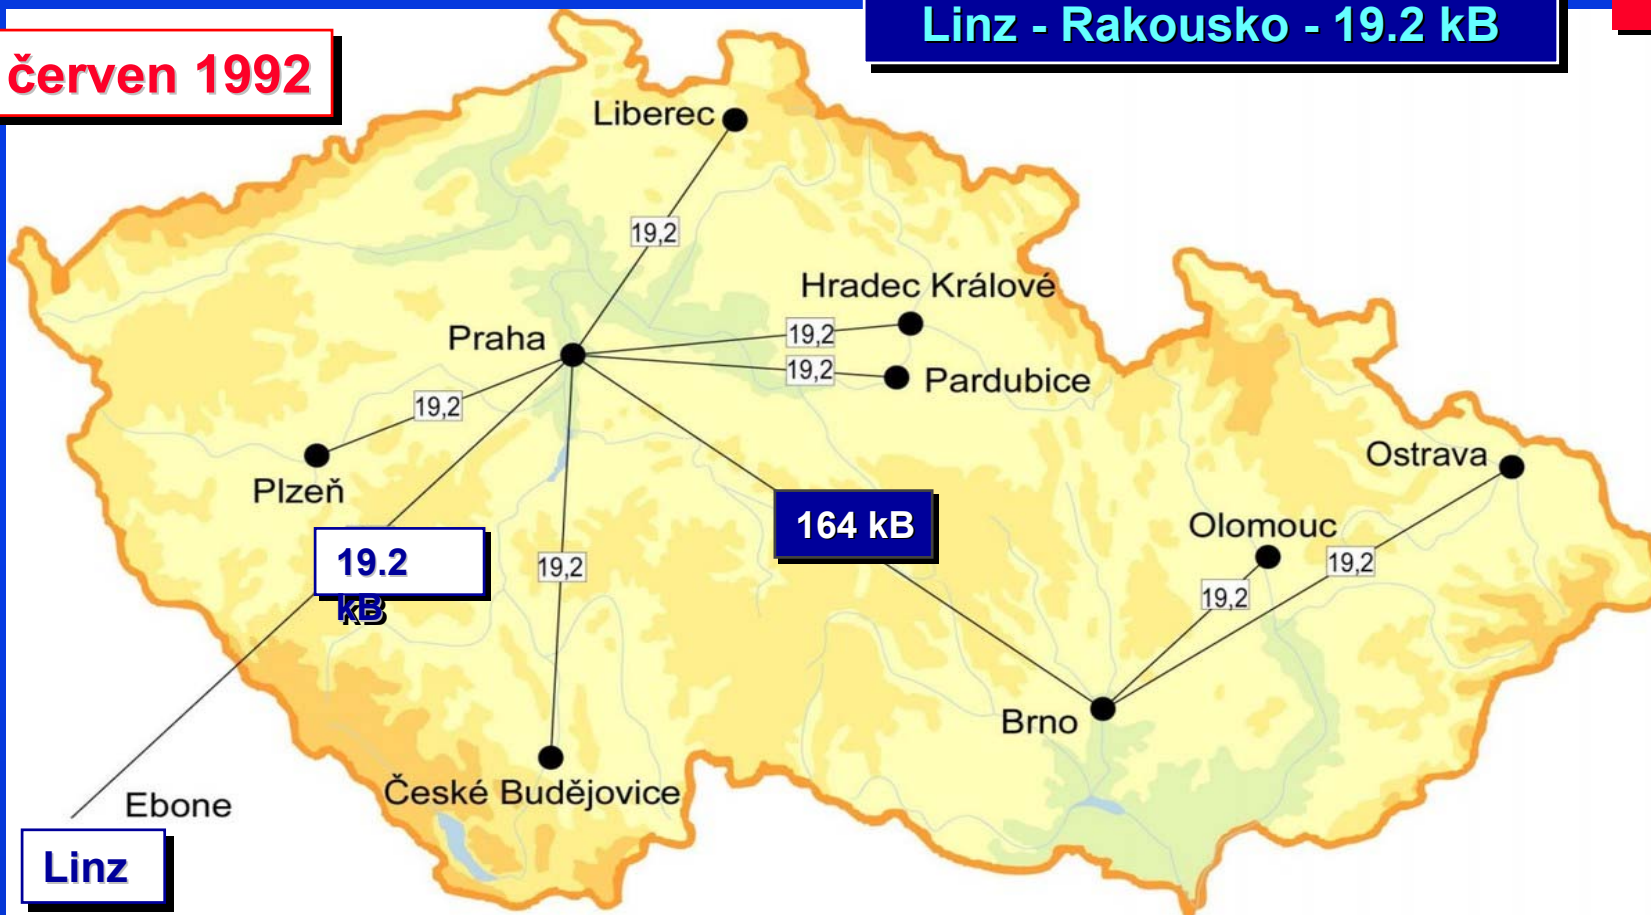 Linz - Rakousko - 19.2 kB
červen 1992
Liberec
19,2
Hradec Králové
Praha
19,2
19,2
Pardubice
19,2
Plzeň
Ostrava
164 kB
Olomouc
19.2
kB
19,2
19,2
19,2
Brno
České Budějovice
Ebone
Linz